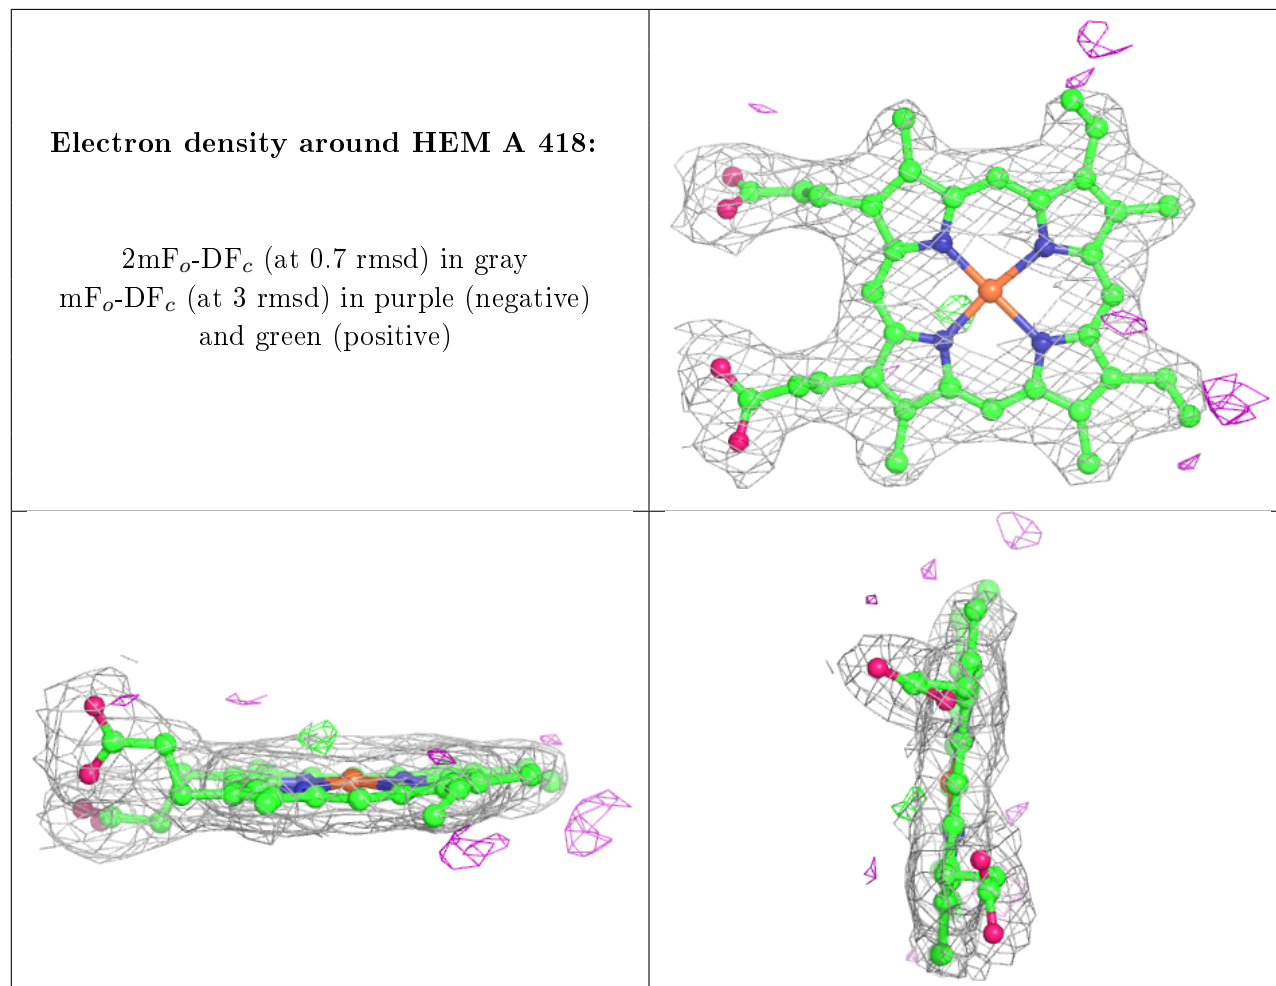 Electron density around HEM A 418:
2mFo-DFc (at 0.7 rmsd) in gray
mFo-DFc (at 3 rmsd) in purple (negative)
and green (positive)